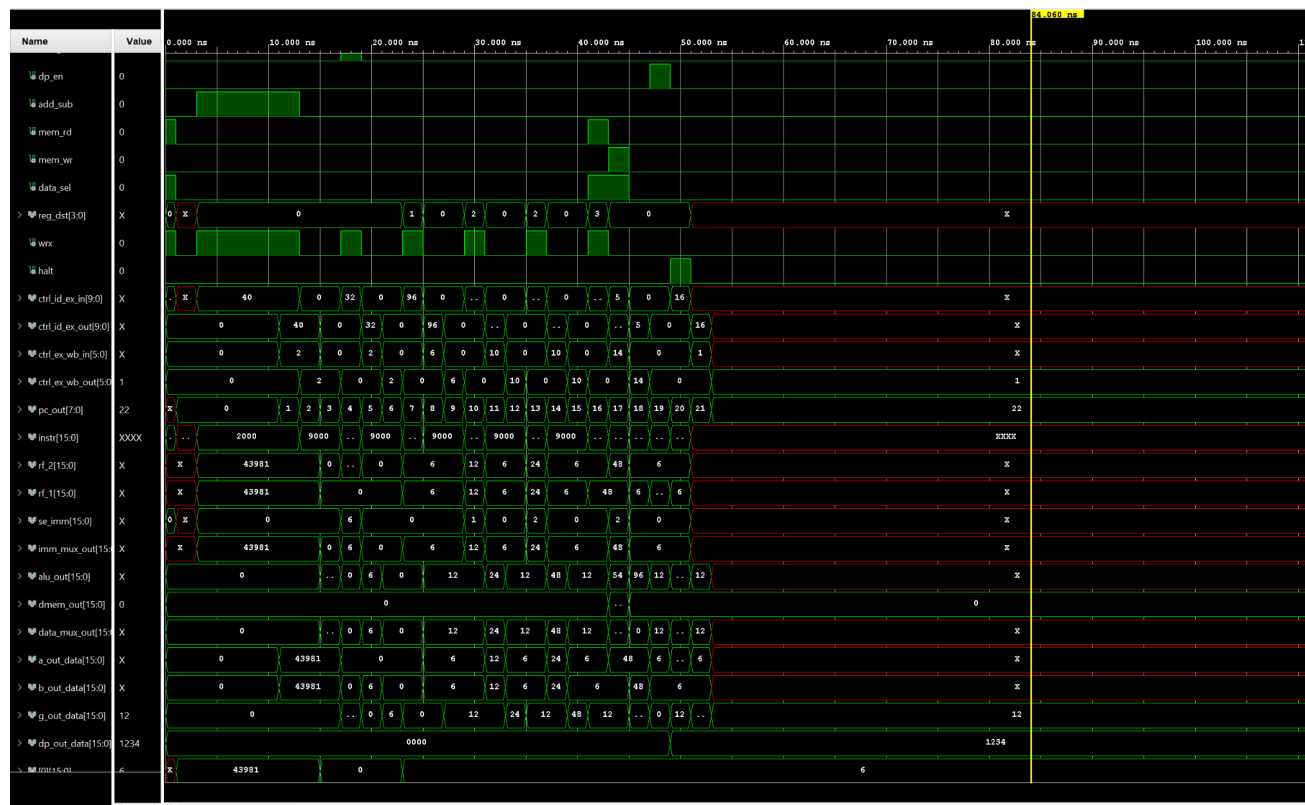 84.060 ns
Name Value 0.000 ns 10.000 ns 20.000 ns 30.000 ns 40.000 ns 50.000 ns 60.000 ns 70.000 ns 80.000 ns 90.000 ns 100.000 ns
dp_en 0
add_sub 0
mem_rd 0
mem_wr 0
data_sel 0
reg_dst[3:0] X 0 X 0 1 0 2 0 2 0 3 0 X
wrx 0
halt 0
ctrl_id_ex_in[9:0] X . X 40 0 32 0 96 0 .. 0 .. 0 .. 5 0 16 X
ctrl_id_ex_out[9:0] X 0 40 0 32 0 96 0 .. 0 .. 0 .. 5 0 16 X
ctrl_ex_wb_in[5:0] X 0 2 0 2 0 6 0 10 0 10 0 14 0 1 X
ctrl_ex_wb_out[5:0 1 0 2 0 2 0 6 0 10 0 10 0 14 0 1
pc_out[7:0] 22 X 0 1 2 3 4 5 6 7 8 9 10 11 12 13 14 15 16 17 18 19 20 21 22
instr[15:0] XXXX . .. 2000 9000 .. 9000 .. 9000 .. 9000 .. 9000 .. .. .. .. .. XXXX
rf_2[15:0] X X 43981 0 .. 0 6 12 6 24 6 48 6 X
rf_1[15:0] X X 43981 0 6 12 6 24 6 48 6 .. 6 X
se_imm[15:0] X 0 X 0 6 0 1 0 2 0 2 0 X
imm_mux_out[15: X X 43981 0 6 0 6 12 6 24 6 48 6 X
alu_out[15:0] X 0 .. 0 6 0 12 24 12 48 12 54 96 12 .. 12 X
dmem_out[15:0] 0 0 .. 0
data_mux_out[15: X 0 .. 0 6 0 12 24 12 48 12 .. 0 12 .. 12 X
a_out_data[15:0] X 0 43981 0 6 12 6 24 6 48 6 .. 6 X
b_out_data[15:0] X 0 43981 0 6 0 6 12 6 24 6 48 6 X
g_out_data[15:0] 12 0 .. 0 6 0 12 24 12 48 12 .. 0 12 .. 12
dp_out_data[15:0] 1234 0000 1234
[0][15:0] 6 X 43981 0 6